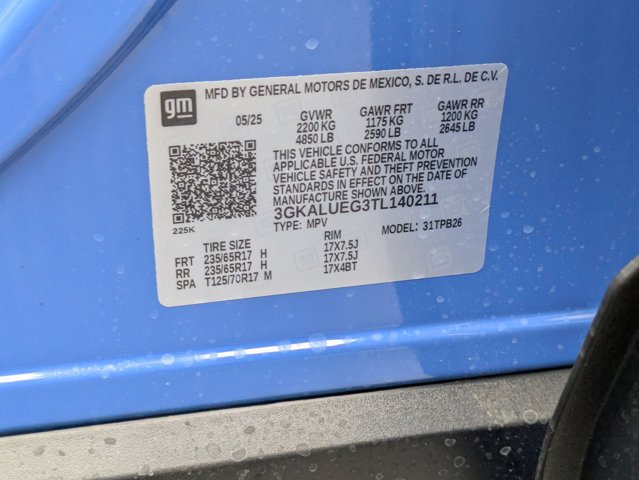 gm
MFD BY GENERAL MOTORS DE MEXICO, S. DE R.L. DE C.V.
05/25 GVWR GAWR FRT GAWR RR
2200 KG 1175 KG 1200 KG
4850 LB 2590 LB 2645 LB
THIS VEHICLE CONFORMS TO ALL
APPLICABLE U.S. FEDERAL MOTOR
VEHICLE SAFETY AND THEFT PREVENTION
STANDARDS IN EFFECT ON THE DATE OF
MANUFACTURE SHOWN ABOVE.
3GKALUEG3TL140211
225K TYPE: MPV MODEL: 31TPB26
TIRE SIZE RIM
FRT 235/65R17 H 17X7.5J
RR 235/65R17 H 17X7.5J
SPA T125/70R17 M 17X4BT